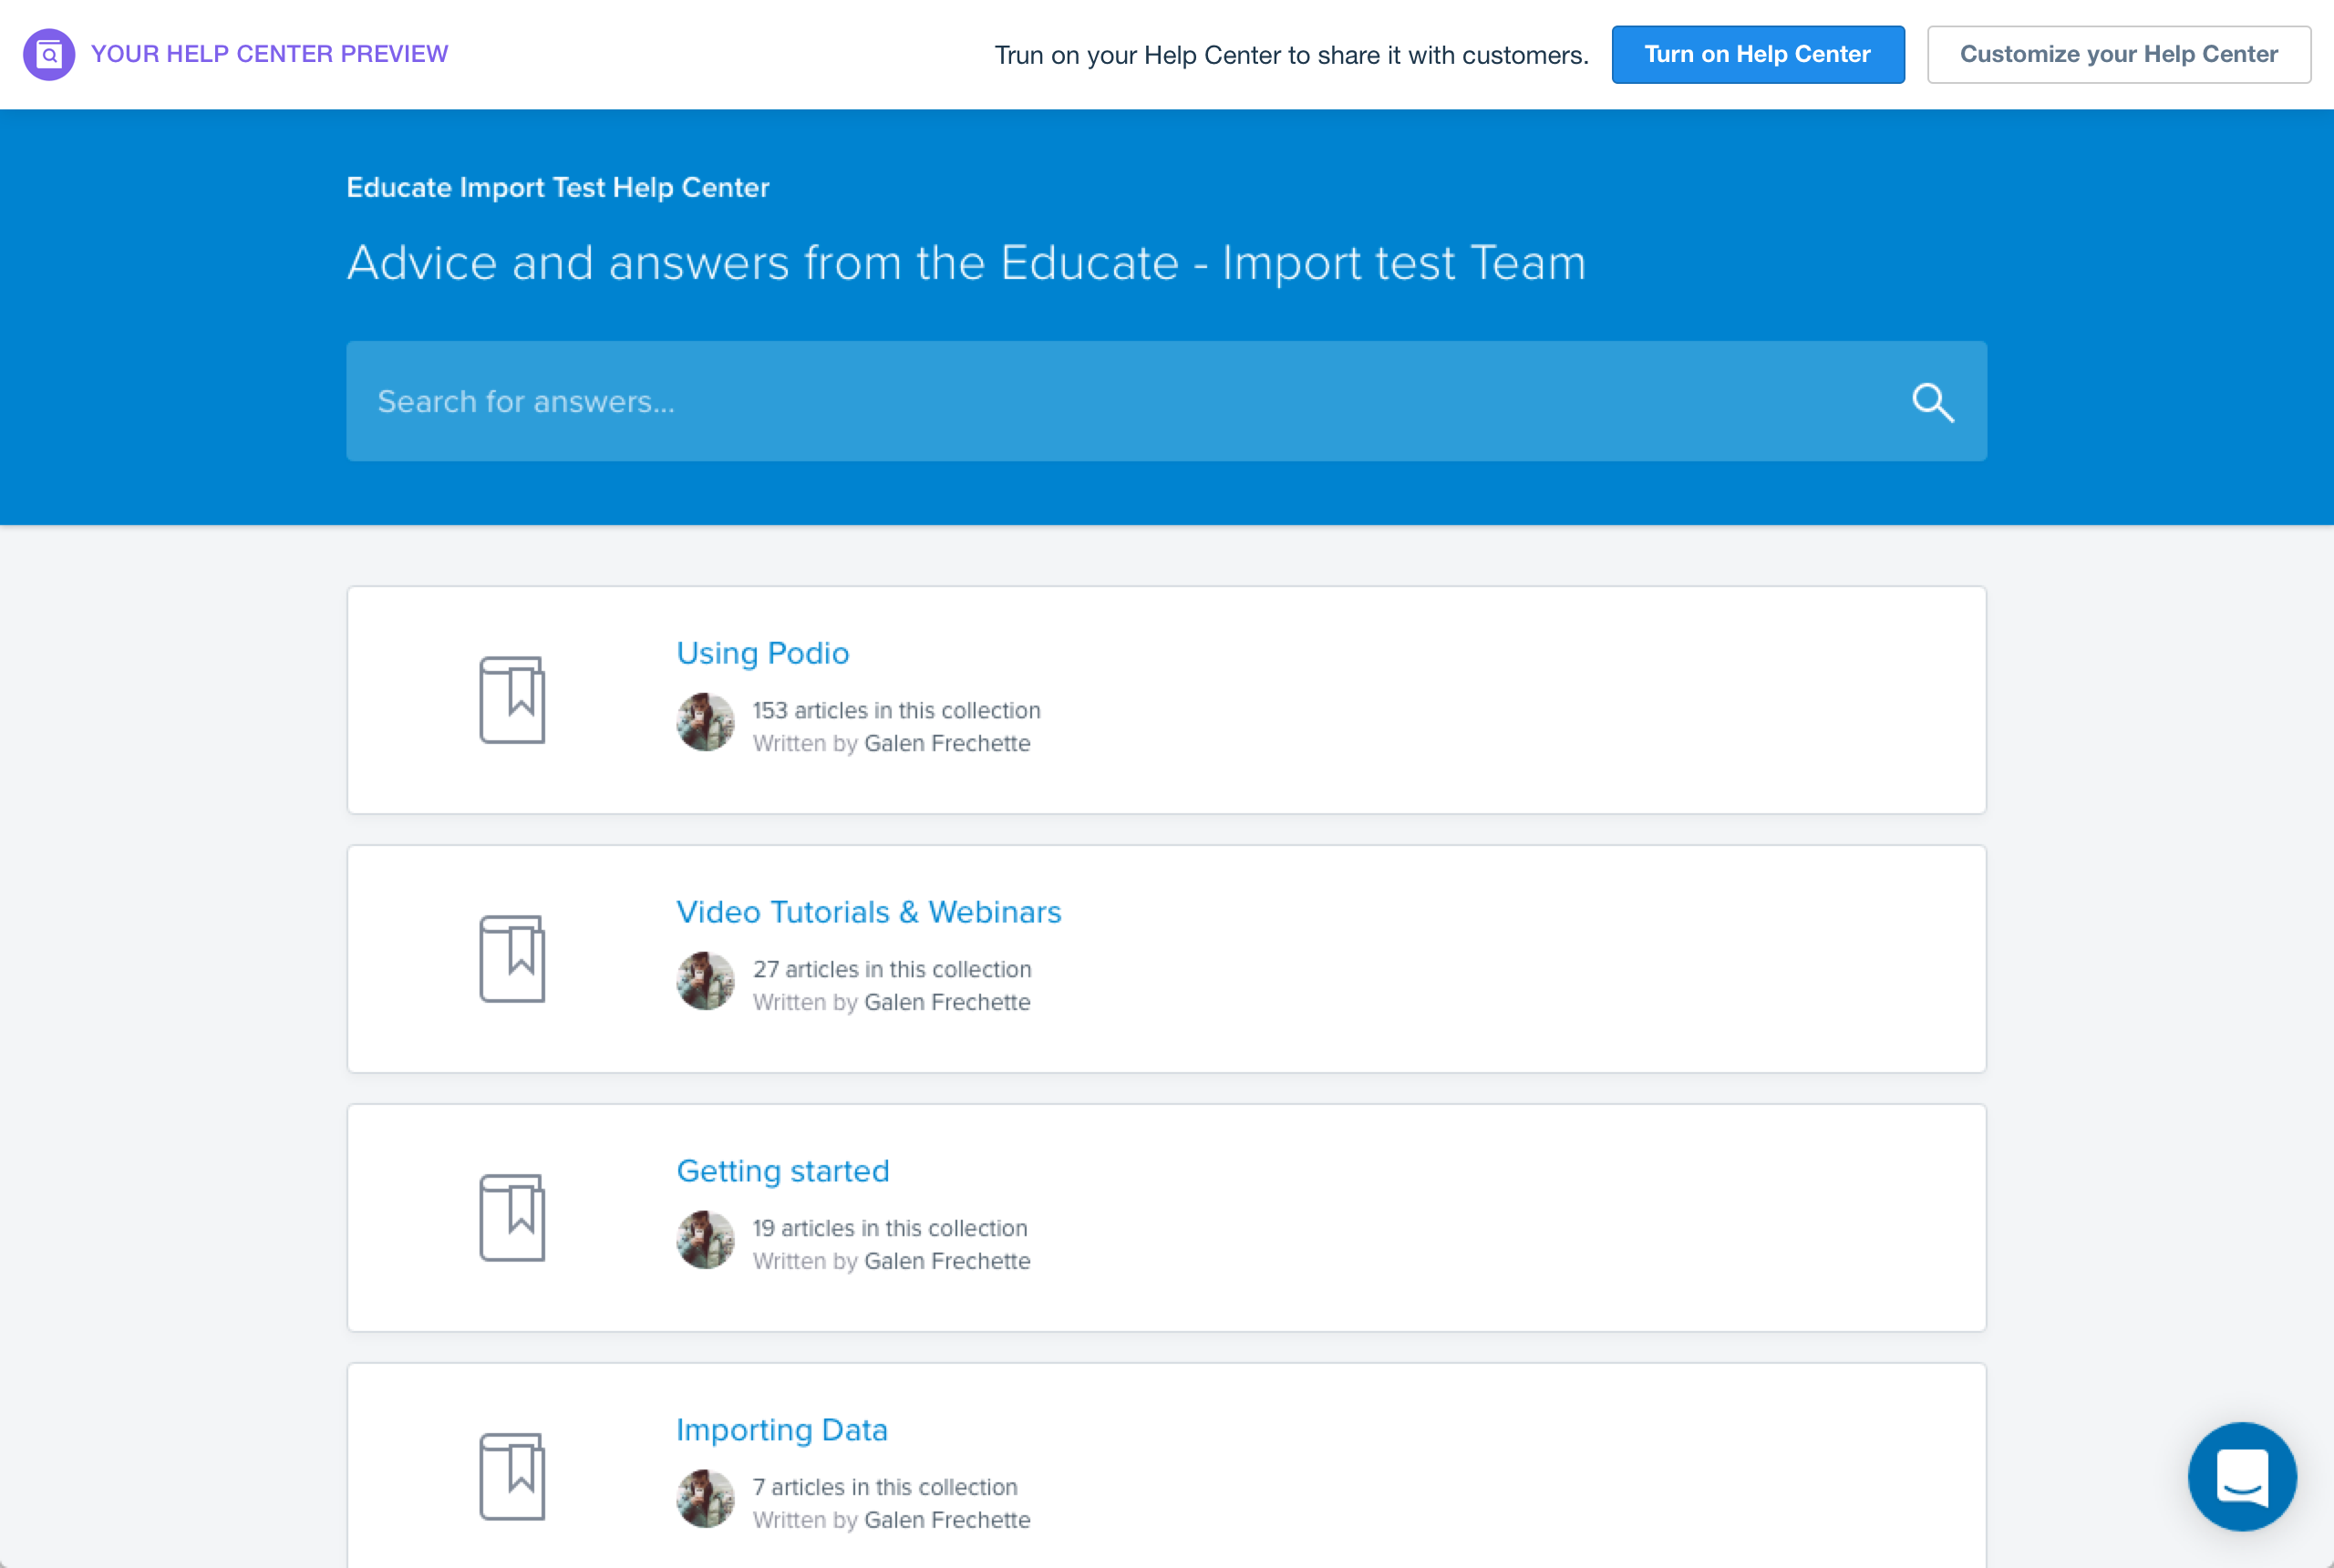 YOUR HELP CENTER PREVIEW
Trun on your Help Center to share it with customers.
Turn on Help Center
Customize your Help Center
Educate Import Test Help Center
Advice and answers from the Educate - Import test Team
Search for answers...
Using Podio
153 articles in this collection
Written by Galen Frechette
Video Tutorials & Webinars
27 articles in this collection
Written by Galen Frechette
Getting started
19 articles in this collection
Written by Galen Frechette
Importing Data
7 articles in this collection
Written by Galen Frechette